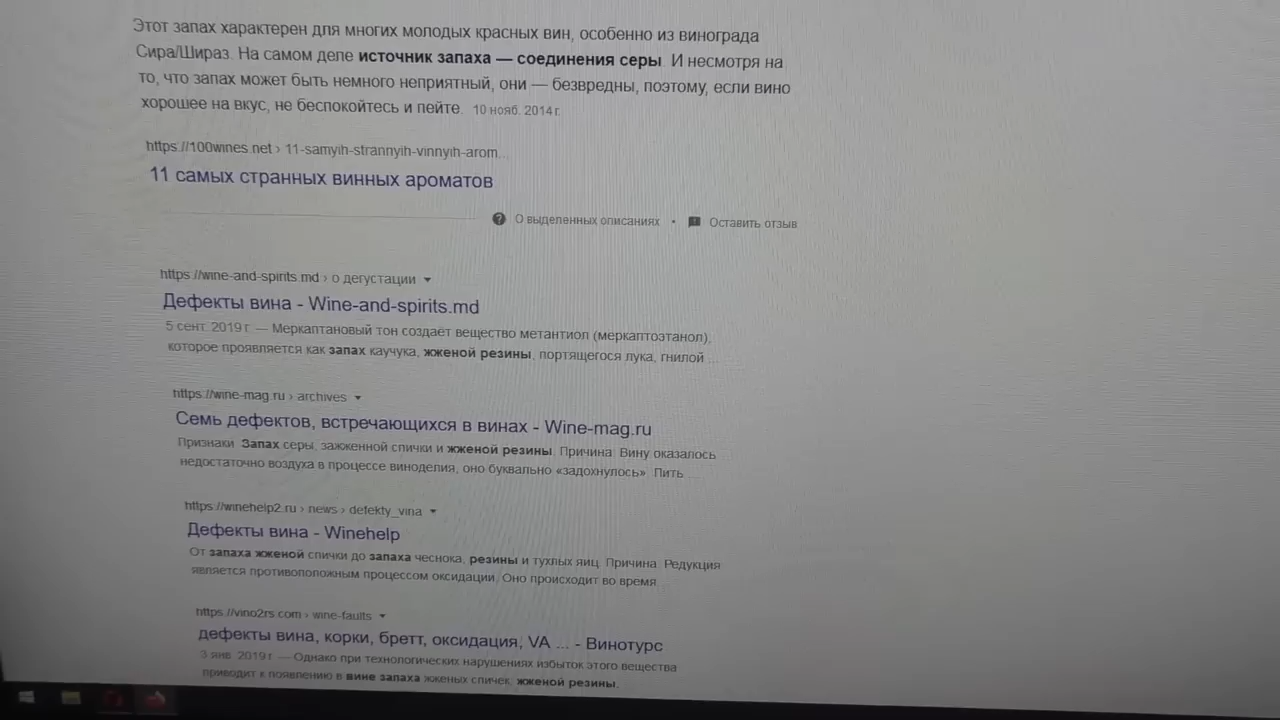 Этот запах характерен для многих молодых красных вин, особенно из винограда
Сира/Шираз. На самом деле источник запаха — соединения серы. И несмотря на
то, что запах может быть немного неприятный, они — безвредны, поэтому, если вино
хорошее на вкус, не беспокойтесь и пейте. 10 нояб. 2014 г.
https://100wines.net › 11-samyih-strannyih-vinnyih-arom...
11 самых странных винных ароматов
О выделенных описаниях • Оставить отзыв
https://wine-and-spirits.md › о дегустации
Дефекты вина - Wine-and-spirits.md
5 сент. 2019 г. — Меркаптановый тон создает вещество метантиол (меркаптоэтанол),
которое проявляется как запах каучука, жженой резины, портящегося лука, гнилой ...
https://wine-mag.ru › archives
Семь дефектов, встречающихся в винах - Wine-mag.ru
Признаки. Запах серы, зажженной спички и жженой резины. Причина. Вину оказалось
недостаточно воздуха в процессе виноделия, оно буквально «задохнулось». Пить ...
https://winehelp2.ru › news › defekty_vina
Дефекты вина - Winehelp
От запаха жженой спички до запаха чеснока, резины и тухлых яиц. Причина. Редукция
является противоположным процессом оксидации. Оно происходит во время...
https://vino2rs.com › wine-faults
дефекты вина, корки, бретт, оксидация, VA ... - Винотурс
3 янв. 2019 г. — Однако при технологических нарушениях избыток этого вещества
приводит к появлению в вине запаха жженых спичек, жженой резины.